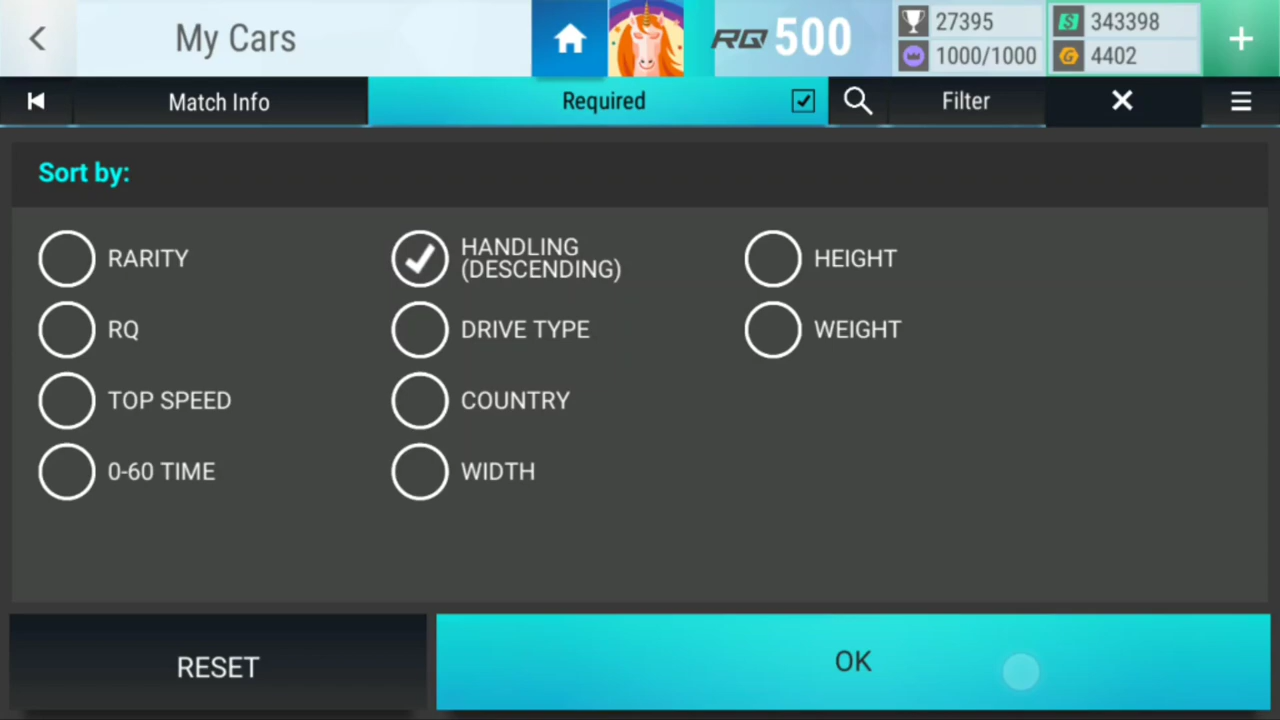 My Cars
RQ 500
27395
1000/1000
343398
4402
Match Info
Required
Filter
Sort by:
RARITY
HANDLING
(DESCENDING)
HEIGHT
RQ
DRIVE TYPE
WEIGHT
TOP SPEED
COUNTRY
0-60 TIME
WIDTH
RESET
OK